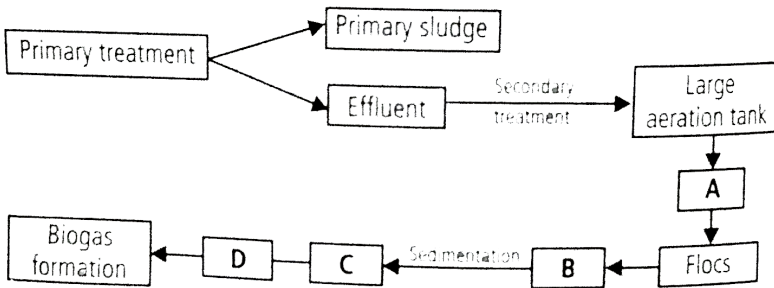 Primary treatment
Primary sludge
Effluent
Secondary
treatment
Large
aeration tank
A
Flocs
B
Sedimentation
C
D
Biogas
formation